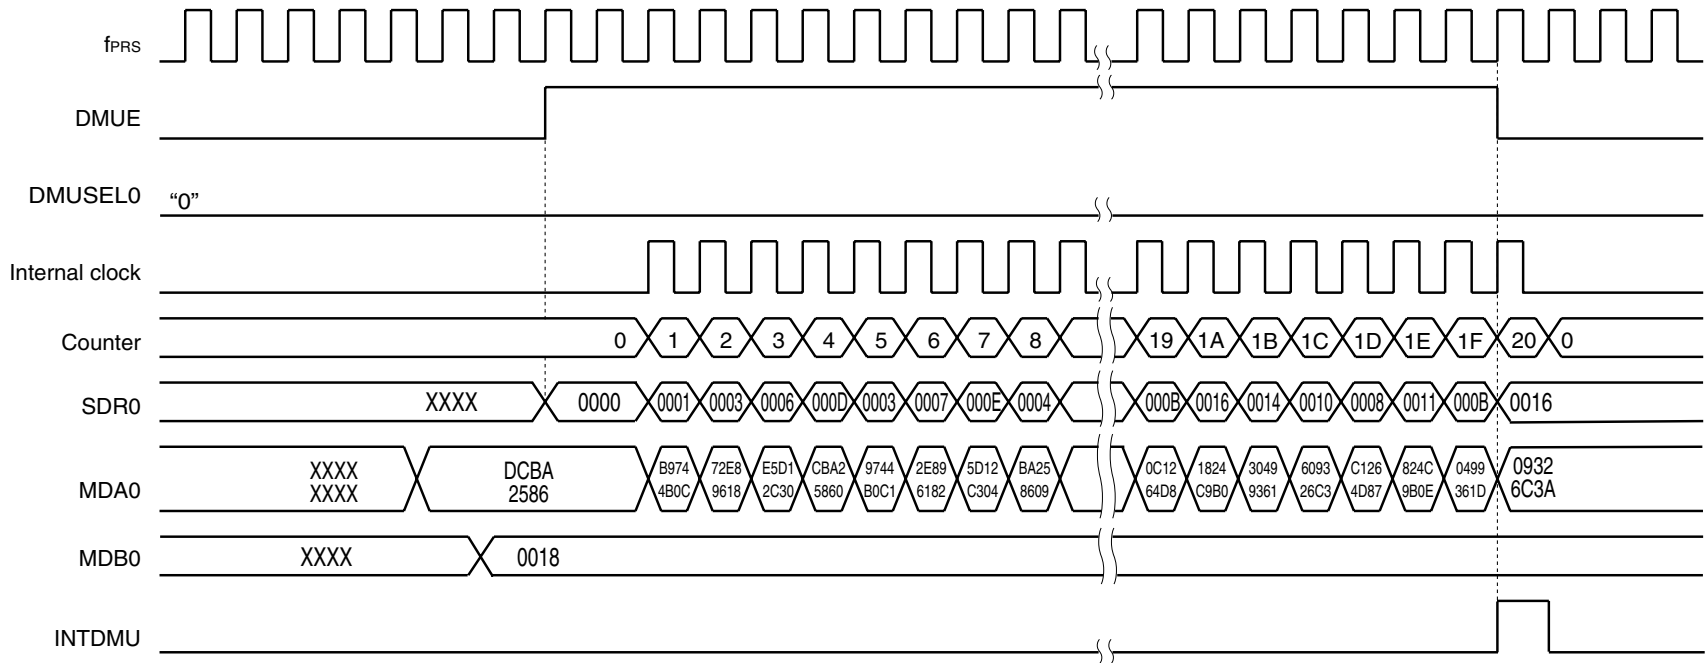 fPRS
DMUE
DMUSEL0 “0”
Internal clock
Counter 0 1 2 3 4 5 6 7 8 19 1A 1B 1C 1D 1E 1F 20 0
SDR0 XXXX 0000 0001 0003 0006 000D 0003 0007 000E 0004 000B 0016 0014 0010 0008 0011 000B 0016
XXXX DCBA B974 72E8 E5D1 CBA2 9744 2E89 5D12 BA25 0C12 1824 3049 6093 C126 824C 0499 0932
MDA0 XXXX 2586 4B0C 9618 2C30 5860 B0C1 6182 C304 8609 64D8 C9B0 9361 26C3 4D87 9B0E 361D 6C3A
MDB0 XXXX 0018
INTDMU